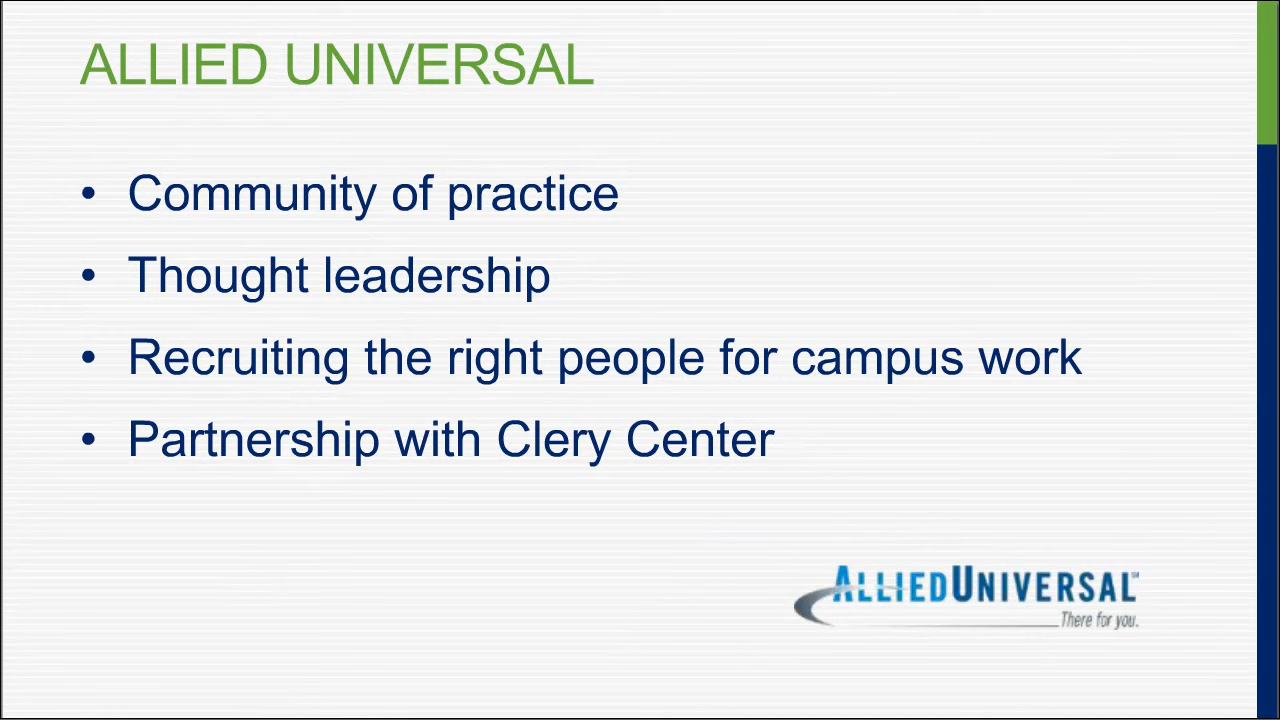 ALLIED UNIVERSAL
• Community of practice
• Thought leadership
• Recruiting the right people for campus work
• Partnership with Clery Center
ALLIEDUNIVERSAL℠
There for you.